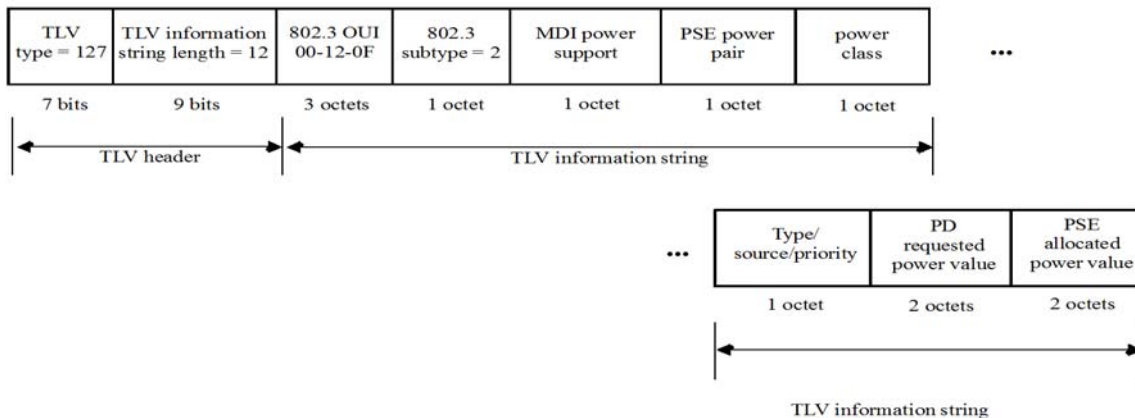 TLV
type = 127
TLV information
string length = 12
802.3 OUI
00-12-0F
802.3
subtype = 2
MDI power
support
PSE power
pair
power
class
...
7 bits
9 bits
3 octets
1 octet
1 octet
1 octet
1 octet
TLV header
TLV information string
...
Type/
source/priority
PD
requested
power value
PSE
allocated
power value
1 octet
2 octets
2 octets
TLV information string